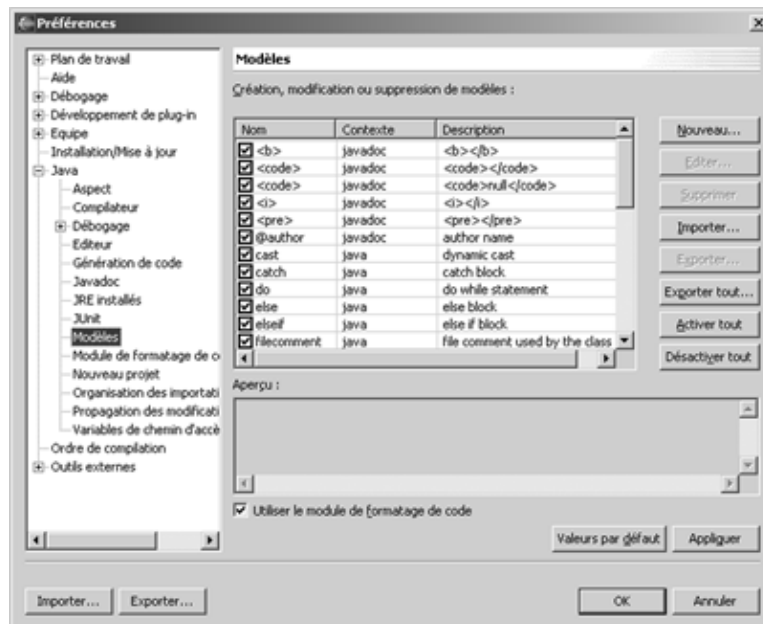 Préférences
Plan de travail
Aide
Débogage
Développement de plug-in
Equipe
Installation/Mise à jour
Java
Aspect
Compilateur
Débogage
Editeur
Génération de code
Javadoc
JRE installés
JUnit
Modèles
Module de formatage de co
Nouveau projet
Organisation des importati
Propagation des modificati
Variables de chemin d'accè
Ordre de compilation
Outils externes
Modèles
Création, modification ou suppression de modèles :
Nom Contexte Description
<b> javadoc <b></b>
<code> javadoc <code></code>
<code> javadoc <code>null</code>
<i> javadoc <i></i>
<pre> javadoc <pre></pre>
@author javadoc author name
cast java dynamic cast
catch java catch block
do java do while statement
else java else block
elseif java else if block
filecomment java file comment used by the class
Nouveau...
Editer...
Supprimer
Importer...
Exporter...
Exporter tout...
Activer tout
Désactiver tout
Aperçu :
Utiliser le module de formatage de code
Valeurs par défaut Appliquer
Importer... Exporter... OK Annuler